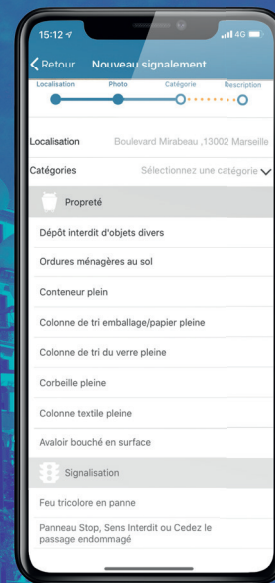 15:12
4G
Retour Nouveau signalement
Localisation Photo Catégorie Description
Localisation Boulevard Mirabeau ,13002 Marseille
Catégories Sélectionnez une catégorie
Propreté
Dépôt interdit d'objets divers
Ordures ménagères au sol
Conteneur plein
Colonne de tri emballage/papier pleine
Colonne de tri du verre pleine
Corbeille pleine
Colonne textile pleine
Avaloir bouché en surface
Signalisation
Feu tricolore en panne
Panneau Stop, Sens Interdit ou Cedez le
passage endommagé